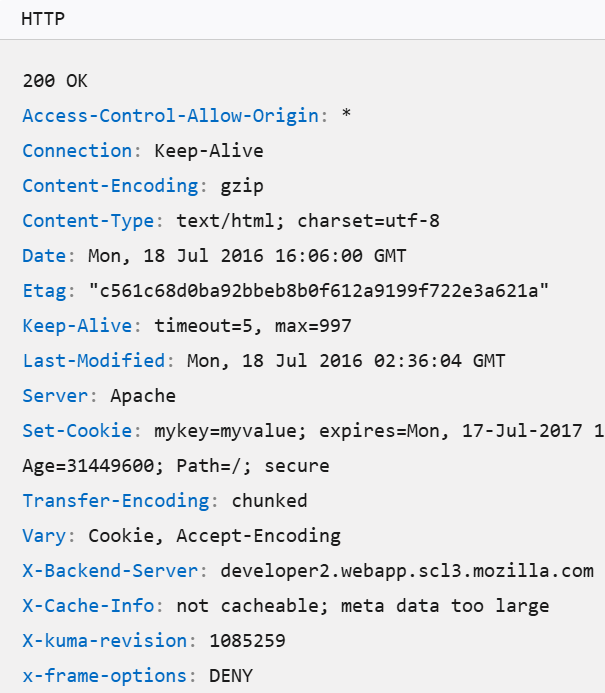 HTTP
200 OK
Access-Control-Allow-Origin: *
Connection: Keep-Alive
Content-Encoding: gzip
Content-Type: text/html; charset=utf-8
Date: Mon, 18 Jul 2016 16:06:00 GMT
Etag: "c561c68d0ba92bbeb8b0f612a9199f722e3a621a"
Keep-Alive: timeout=5, max=997
Last-Modified: Mon, 18 Jul 2016 02:36:04 GMT
Server: Apache
Set-Cookie: mykey=myvalue; expires=Mon, 17-Jul-2017 1
Age=31449600; Path=/; secure
Transfer-Encoding: chunked
Vary: Cookie, Accept-Encoding
X-Backend-Server: developer2.webapp.scl3.mozilla.com
X-Cache-Info: not cacheable; meta data too large
X-kuma-revision: 1085259
x-frame-options: DENY